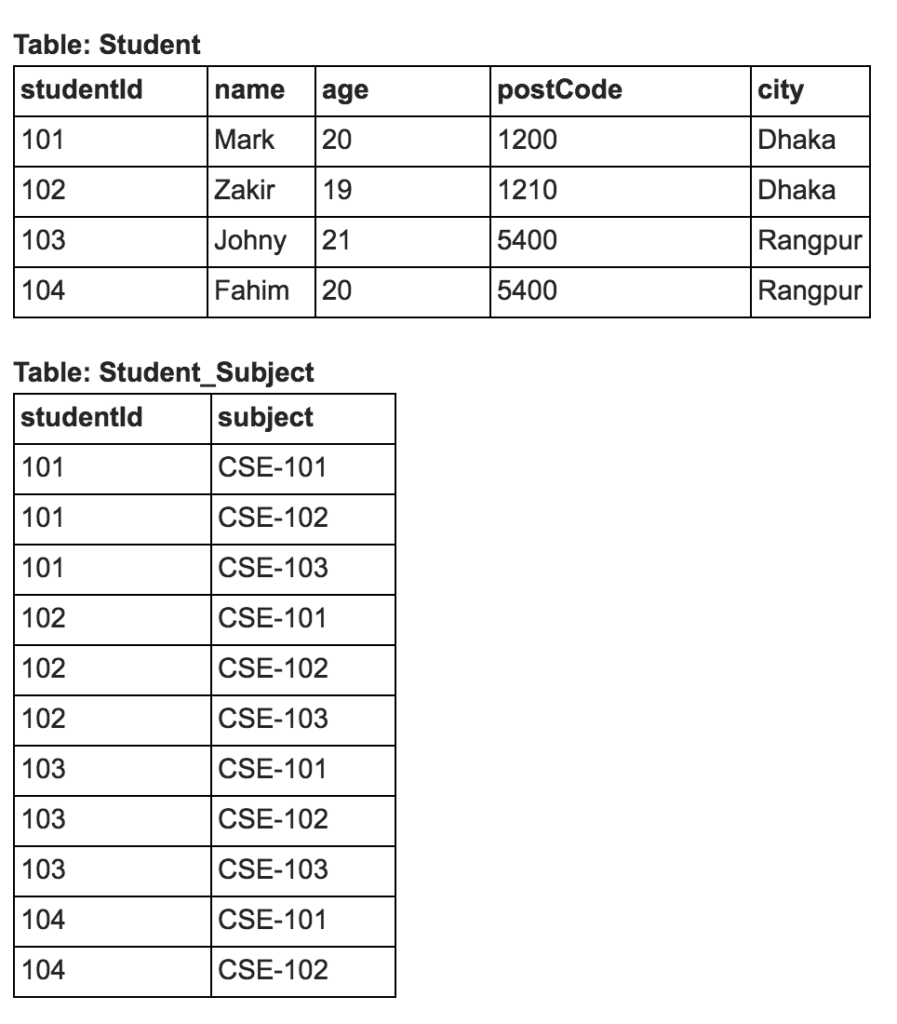 Table: Student
studentId name age postCode city
101 Mark 20 1200 Dhaka
102 Zakir 19 1210 Dhaka
103 Johny 21 5400 Rangpur
104 Fahim 20 5400 Rangpur
Table: Student_Subject
studentId subject
101 CSE-101
101 CSE-102
101 CSE-103
102 CSE-101
102 CSE-102
102 CSE-103
103 CSE-101
103 CSE-102
103 CSE-103
104 CSE-101
104 CSE-102